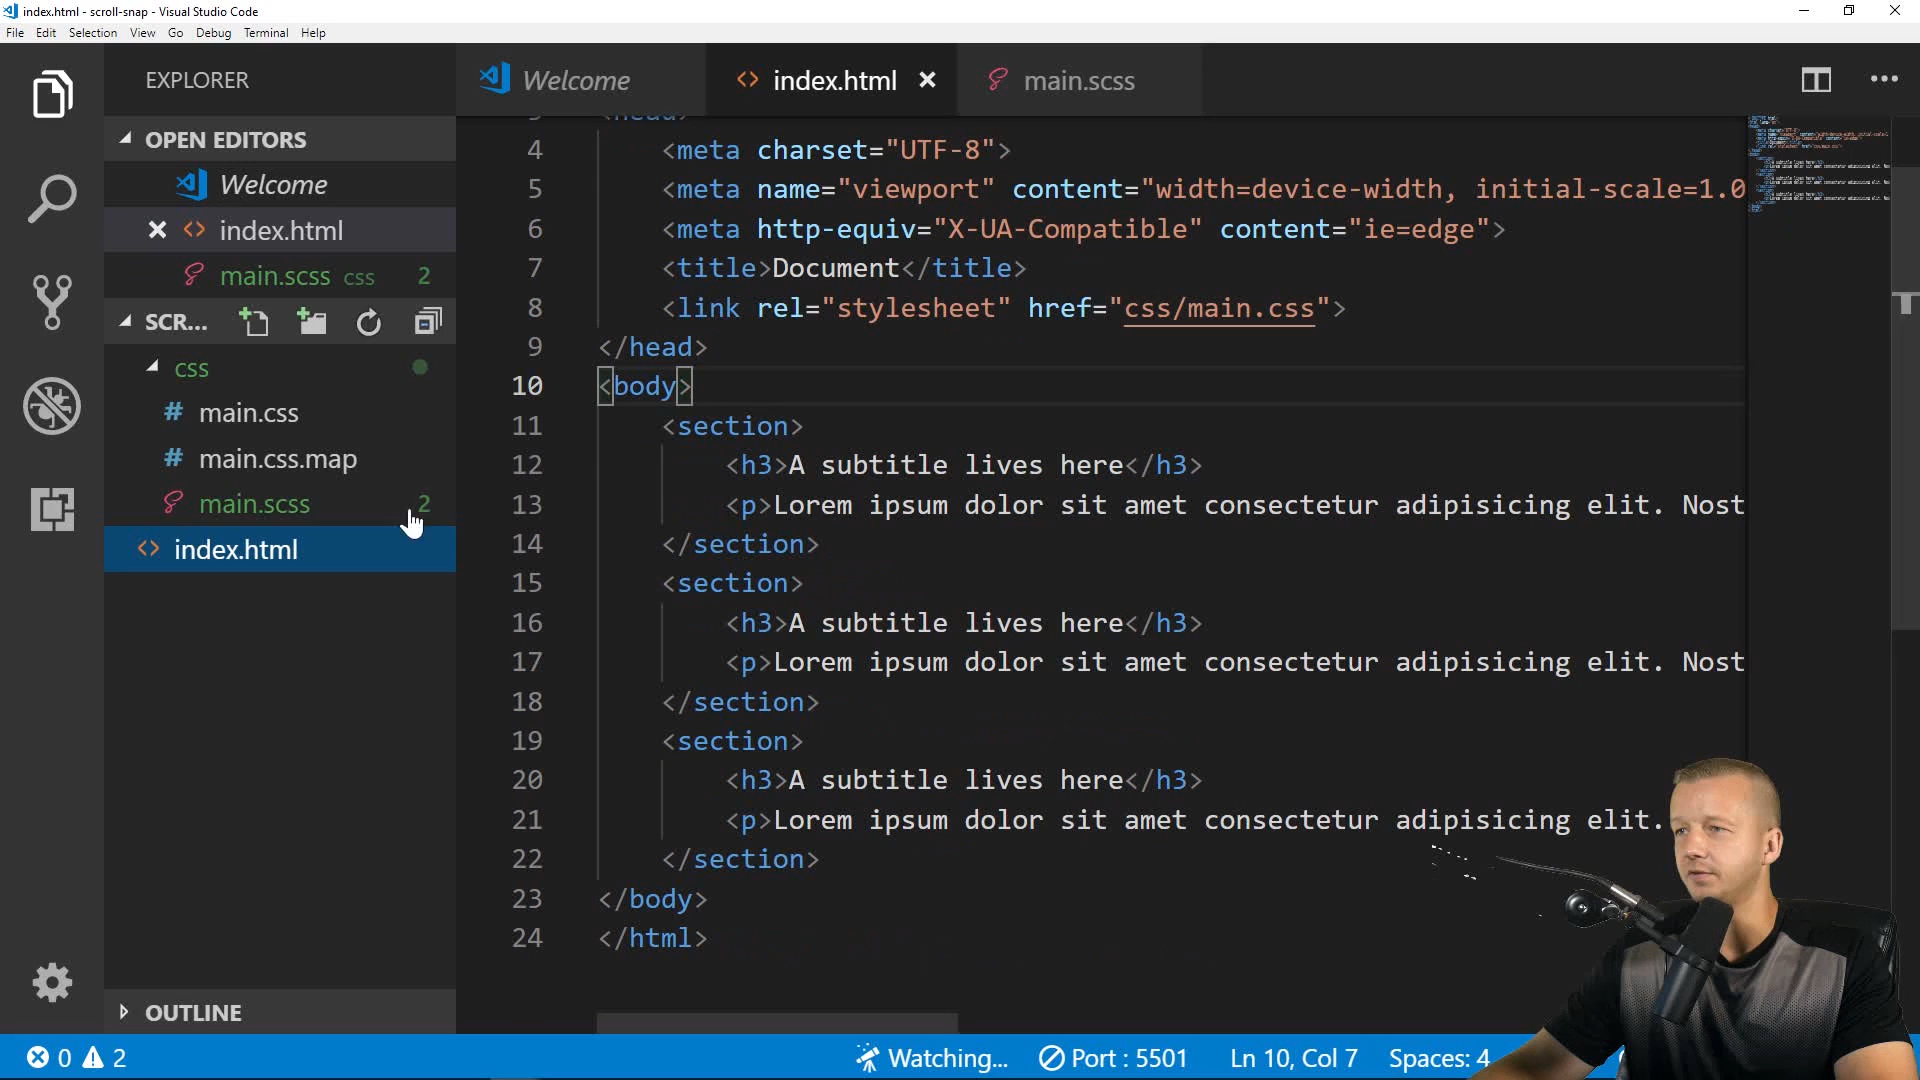 index.html - scroll-snap - Visual Studio Code
File Edit Selection View Go Debug Terminal Help
EXPLORER
OPEN EDITORS
Welcome
index.html
main.scss css 2
SCR...
css
main.css
main.css.map
main.scss 2
index.html
OUTLINE
Welcome
index.html
main.scss
4 <meta charset="UTF-8">
5 <meta name="viewport" content="width=device-width, initial-scale=1.0
6 <meta http-equiv="X-UA-Compatible" content="ie=edge">
7 <title>Document</title>
8 <link rel="stylesheet" href="css/main.css">
9 </head>
10 <body>
11 <section>
12 <h3>A subtitle lives here</h3>
13 <p>Lorem ipsum dolor sit amet consectetur adipisicing elit. Nost
14 </section>
15 <section>
16 <h3>A subtitle lives here</h3>
17 <p>Lorem ipsum dolor sit amet consectetur adipisicing elit. Nost
18 </section>
19 <section>
20 <h3>A subtitle lives here</h3>
21 <p>Lorem ipsum dolor sit amet consectetur adipisicing elit.
22 </section>
23 </body>
24 </html>
0 2 Watching... Port : 5501 Ln 10, Col 7 Spaces: 4